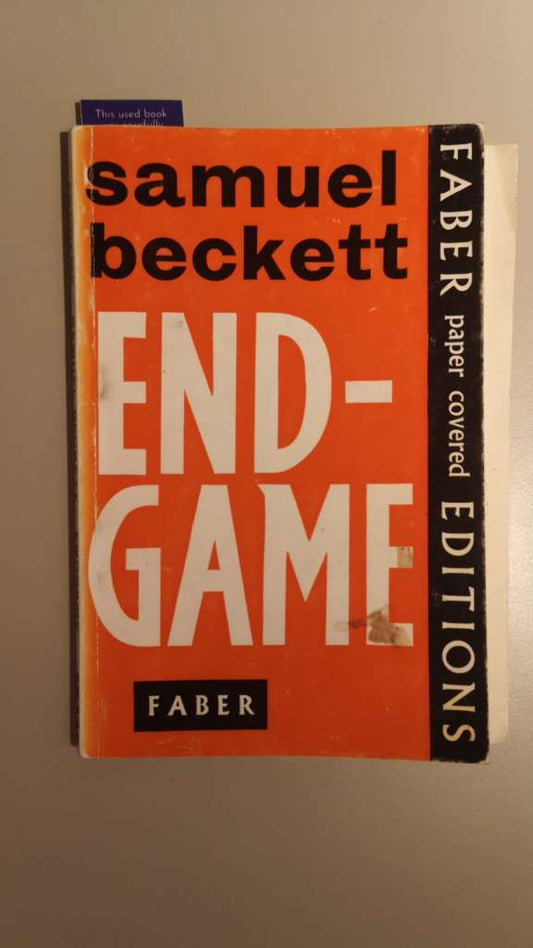 This used book
samuel
beckett
END-
GAME
FABER
FABER paper covered EDITIONS